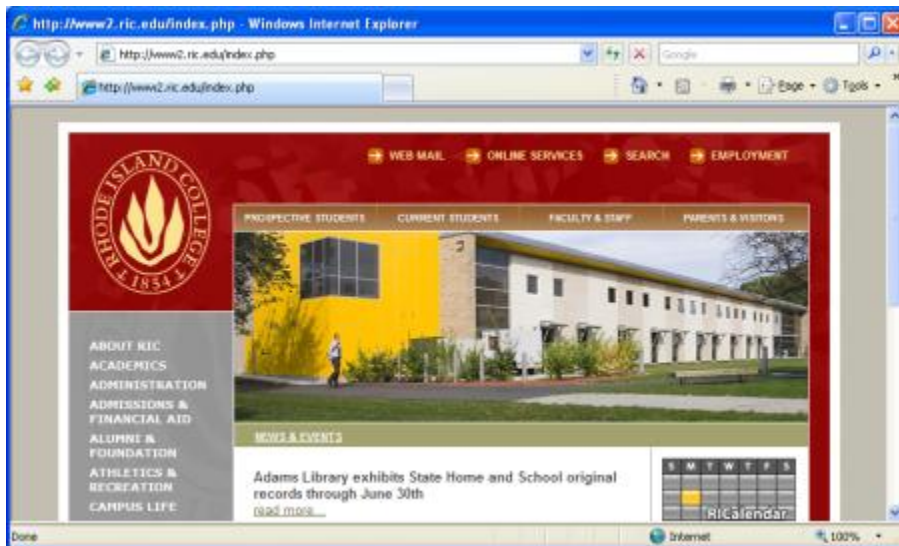 http://www2.ric.edu/index.php - Windows Internet Explorer
http://www2.ric.edu/index.php
Google
http://www2.ric.edu/index.php
Page
Tools
WEB MAIL
ONLINE SERVICES
SEARCH
EMPLOYMENT
RHODE ISLAND COLLEGE
1854
PROSPECTIVE STUDENTS
CURRENT STUDENTS
FACULTY & STAFF
PARENTS & VISITORS
ABOUT RIC
ACADEMICS
ADMINISTRATION
ADMISSIONS &
FINANCIAL AID
ALUMNI &
FOUNDATION
ATHLETICS &
RECREATION
CAMPUS LIFE
NEWS & EVENTS
Adams Library exhibits State Home and School original
records through June 30th
read more...
S M T W T F S
RICalendar
Done
Internet
100%